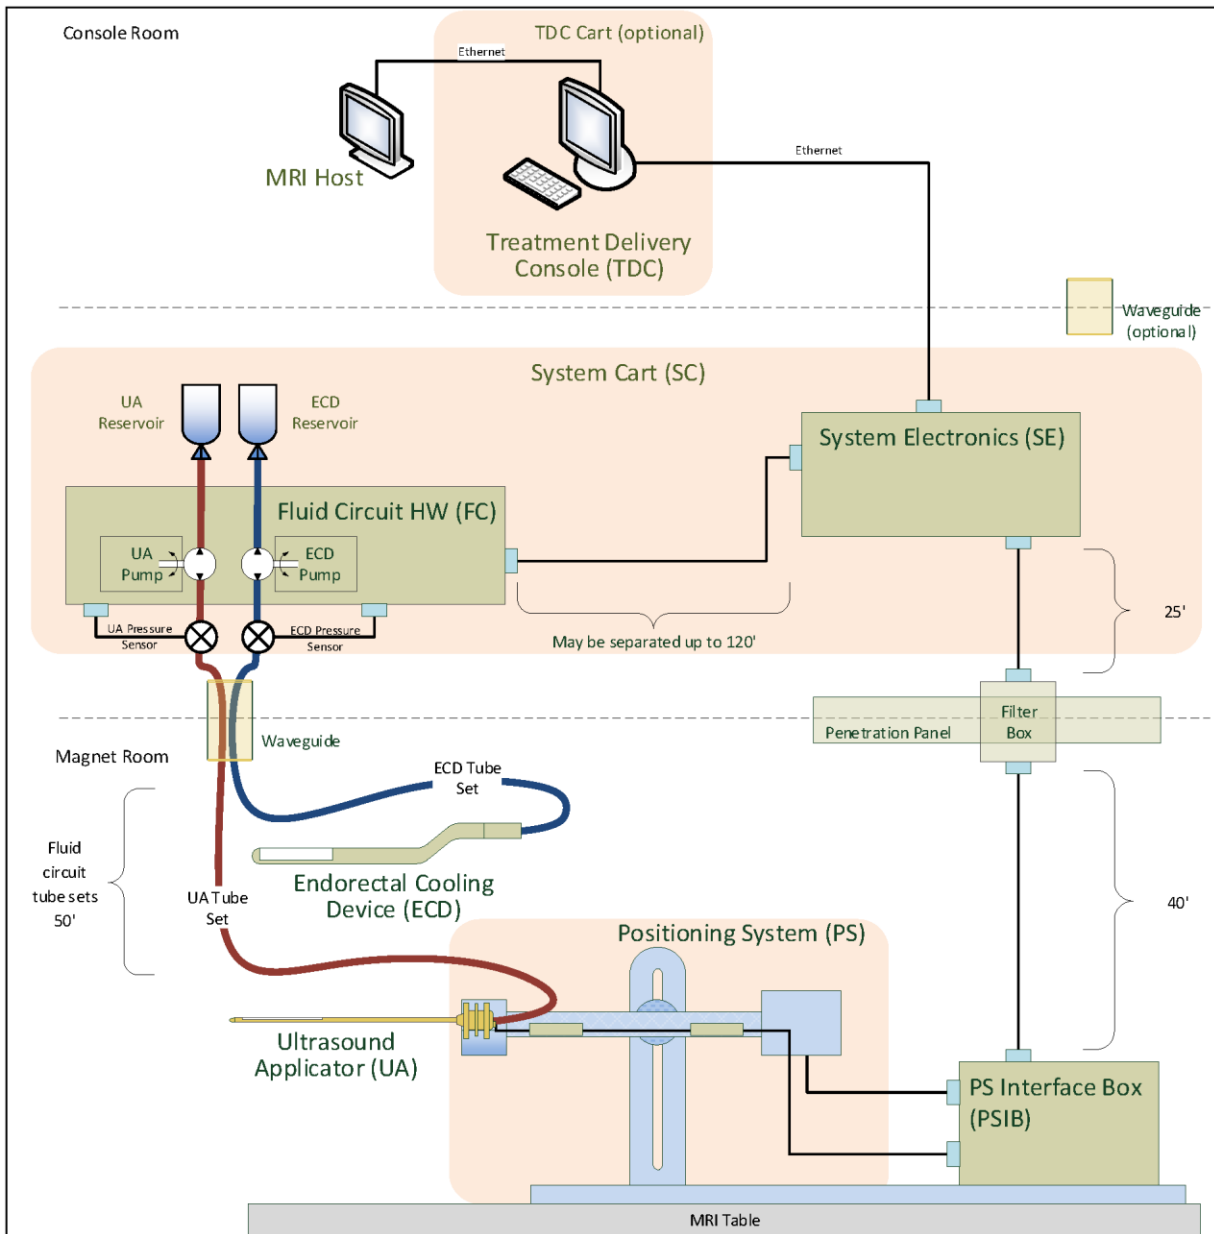 Console Room
TDC Cart (optional)
Ethernet
MRI Host
Ethernet
Treatment Delivery
Console (TDC)
Waveguide
(optional)
System Cart (SC)
UA
Reservoir
ECD
Reservoir
System Electronics (SE)
Fluid Circuit HW (FC)
UA
Pump
ECD
Pump
UA Pressure
Sensor
ECD Pressure
Sensor
May be separated up to 120'
25'
Filter
Box
Penetration Panel
Waveguide
Magnet Room
ECD Tube
Set
Fluid
circuit
tube sets
50'
Endorectal Cooling
Device (ECD)
UA Tube
Set
40'
Positioning System (PS)
Ultrasound
Applicator (UA)
PS Interface Box
(PSIB)
MRI Table